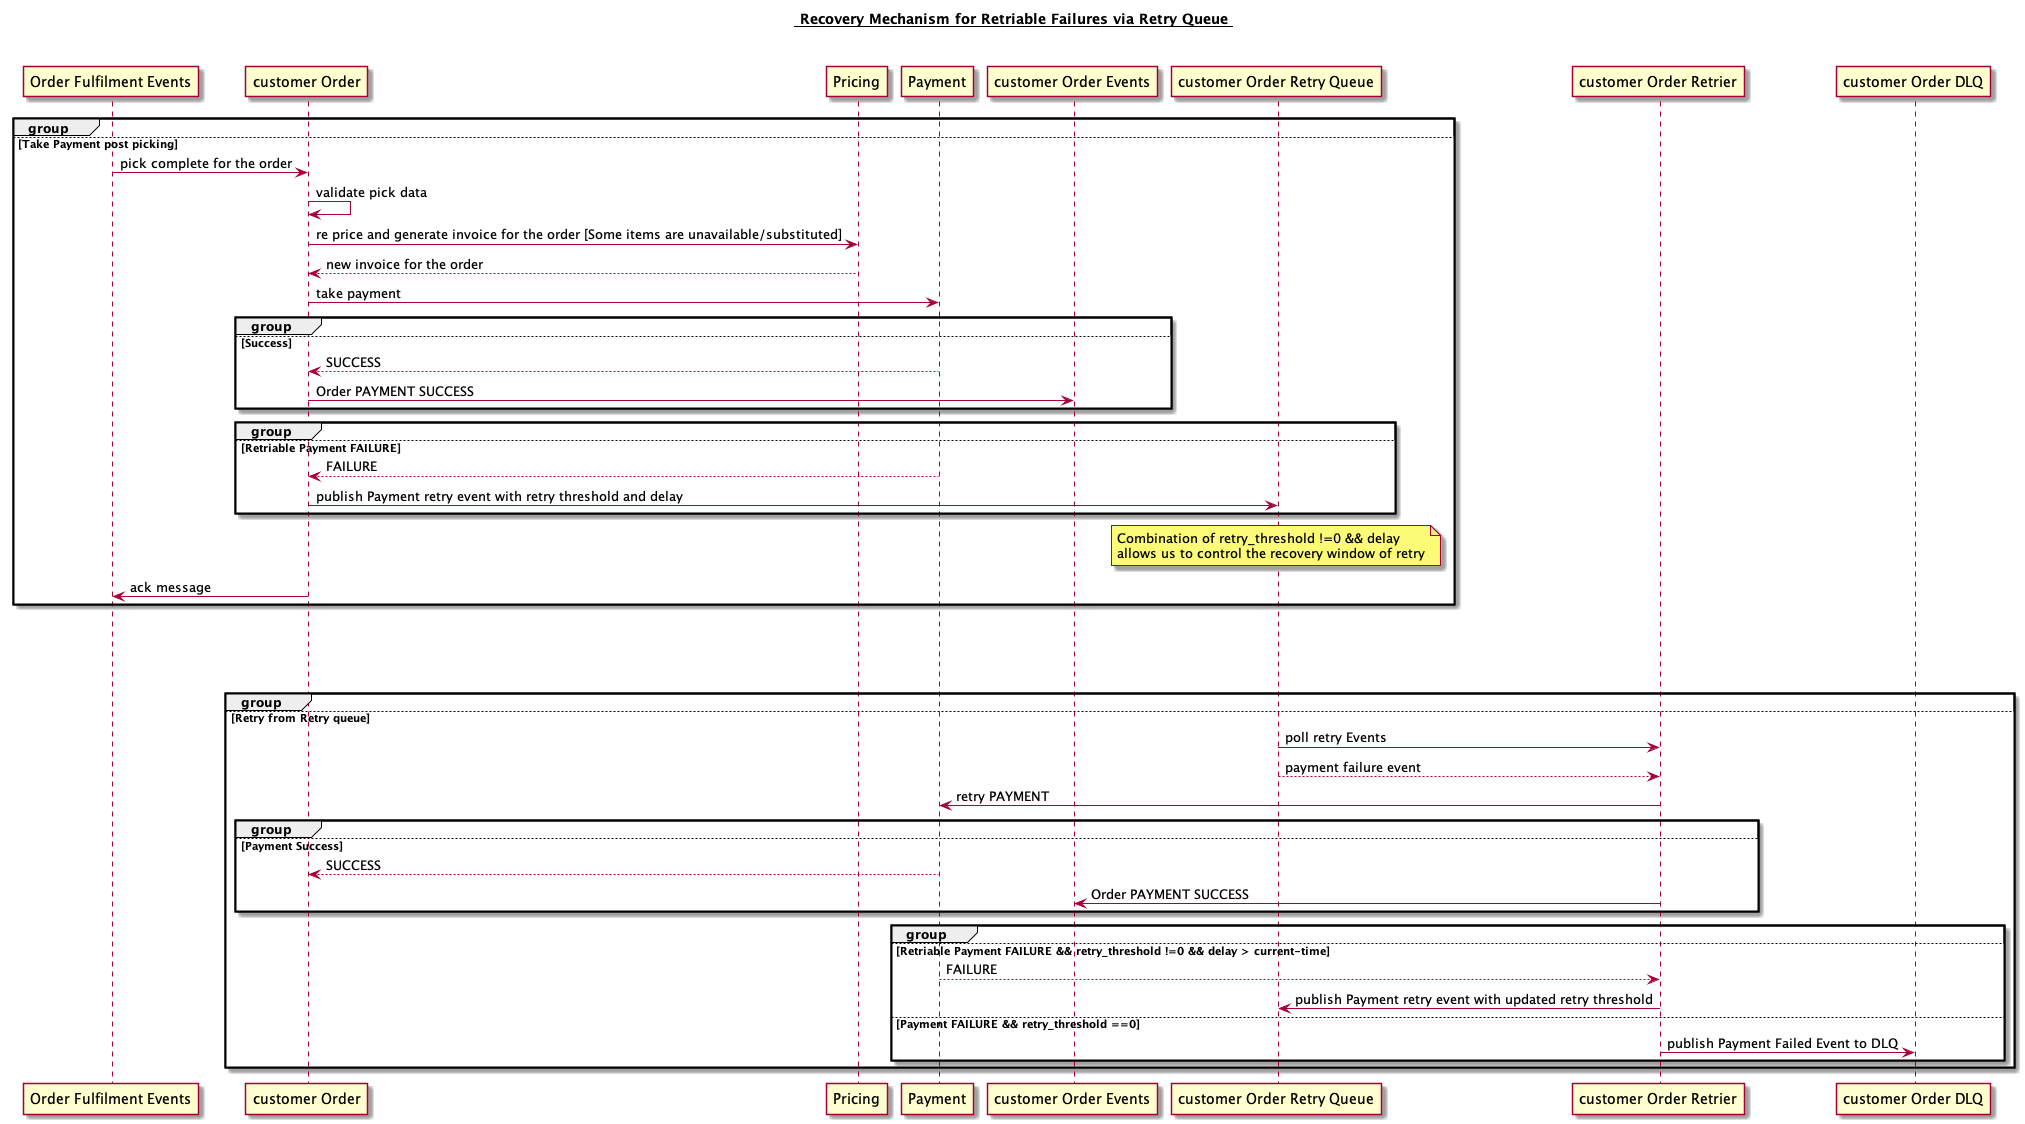 Recovery Mechanism for Retriable Failures via Retry Queue
Order Fulfilment Events
customer Order
Pricing
Payment
customer Order Events
customer Order Retry Queue
customer Order Retrier
customer Order DLQ
group
[Take Payment post picking]
pick complete for the order
validate pick data
re price and generate invoice for the order [Some items are unavailable/substituted]
new invoice for the order
take payment
group
[Success]
SUCCESS
Order PAYMENT SUCCESS
group
[Retriable Payment FAILURE]
FAILURE
publish Payment retry event with retry threshold and delay
Combination of retry_threshold !=0 && delay
allows us to control the recovery window of retry
ack message
group
[Retry from Retry queue]
poll retry Events
payment failure event
retry PAYMENT
group
[Payment Success]
SUCCESS
Order PAYMENT SUCCESS
group
[Retriable Payment FAILURE && retry_threshold !=0 && delay > current-time]
FAILURE
publish Payment retry event with updated retry threshold
[Payment FAILURE && retry_threshold ==0]
publish Payment Failed Event to DLQ
Order Fulfilment Events
customer Order
Pricing
Payment
customer Order Events
customer Order Retry Queue
customer Order Retrier
customer Order DLQ